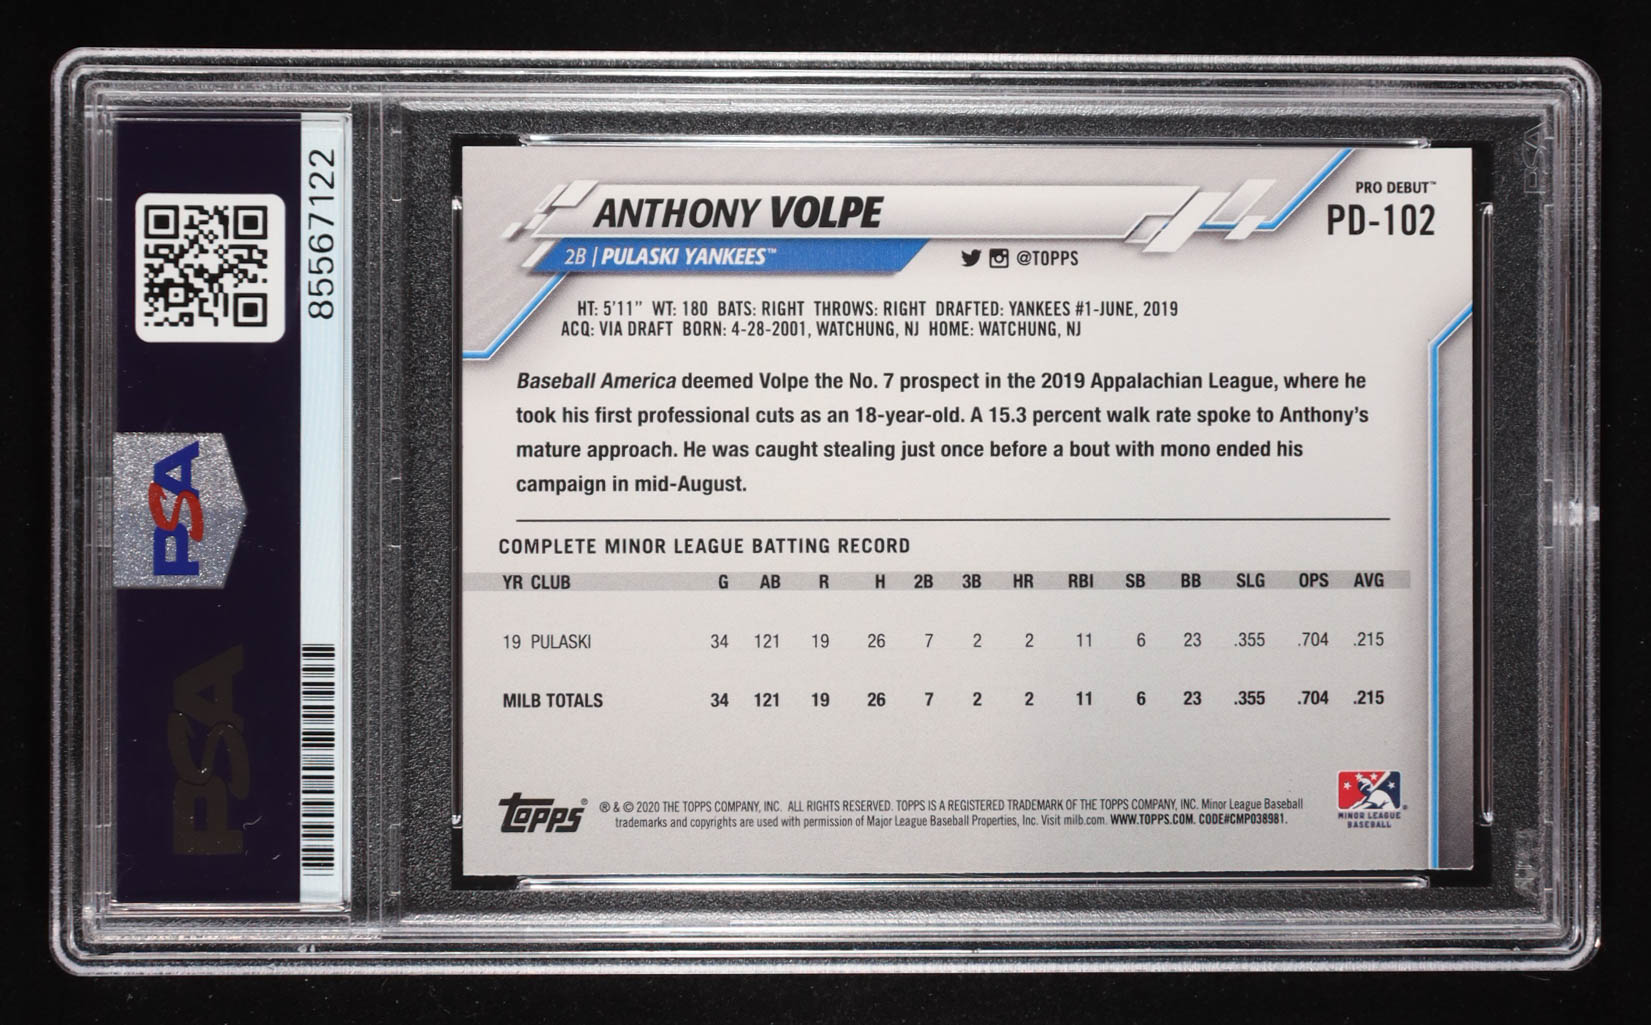 85567122
PSA
PSA
PSA
PRO DEBUT™
PD-102
ANTHONY VOLPE
2B | PULASKI YANKEES™
@TOPPS
HT: 5'11" WT: 180 BATS: RIGHT THROWS: RIGHT DRAFTED: YANKEES #1-JUNE, 2019
ACQ: VIA DRAFT BORN: 4-28-2001, WATCHUNG, NJ HOME: WATCHUNG, NJ
Baseball America deemed Volpe the No. 7 prospect in the 2019 Appalachian League, where he
took his first professional cuts as an 18-year-old. A 15.3 percent walk rate spoke to Anthony's
mature approach. He was caught stealing just once before a bout with mono ended his
campaign in mid-August.
COMPLETE MINOR LEAGUE BATTING RECORD
YR CLUB G AB R H 2B 3B HR RBI SB BB SLG OPS AVG
19 PULASKI 34 121 19 26 7 2 2 11 6 23 .355 .704 .215
MILB TOTALS 34 121 19 26 7 2 2 11 6 23 .355 .704 .215
TOPPS® ® & © 2020 THE TOPPS COMPANY, INC. ALL RIGHTS RESERVED. TOPPS IS A REGISTERED TRADEMARK OF THE TOPPS COMPANY, INC. Minor League Baseball
trademarks and copyrights are used with permission of Major League Baseball Properties, Inc. Visit milb.com. WWW.TOPPS.COM. CODE#CMP038981.
MINOR LEAGUE
BASEBALL